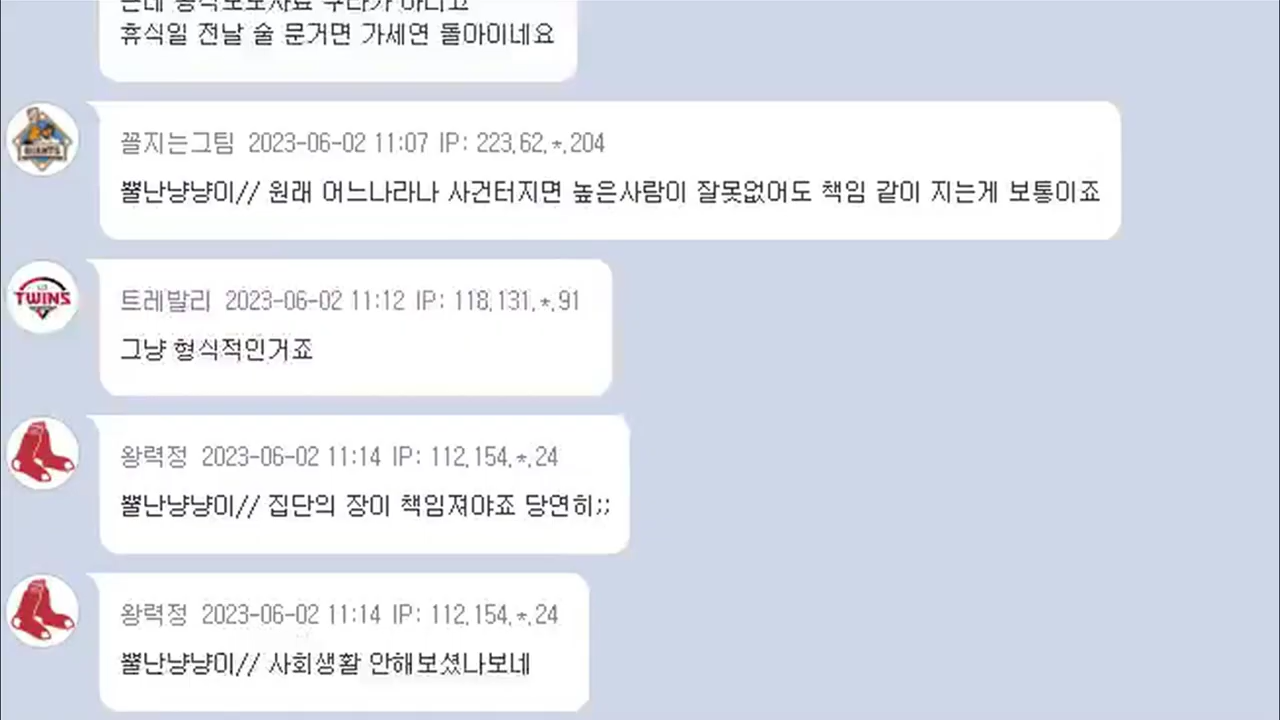 휴식일 전날 술 문거면 가세연 돌아이네요
GIANTS
꼴지는그팀 2023-06-02 11:07 IP: 223.62.*.204
뿔난냥냥이// 원래 어느나라나 사건터지면 높은사람이 잘못없어도 책임 같이 지는게 보통이죠
TWINS
트레발리 2023-06-02 11:12 IP: 118.131.*.91
그냥 형식적인거죠
왕력정 2023-06-02 11:14 IP: 112.154.*.24
뿔난냥냥이// 집단의 장이 책임져야죠 당연히;;
왕력정 2023-06-02 11:14 IP: 112.154.*.24
뿔난냥냥이// 사회생활 안해보셨나보네